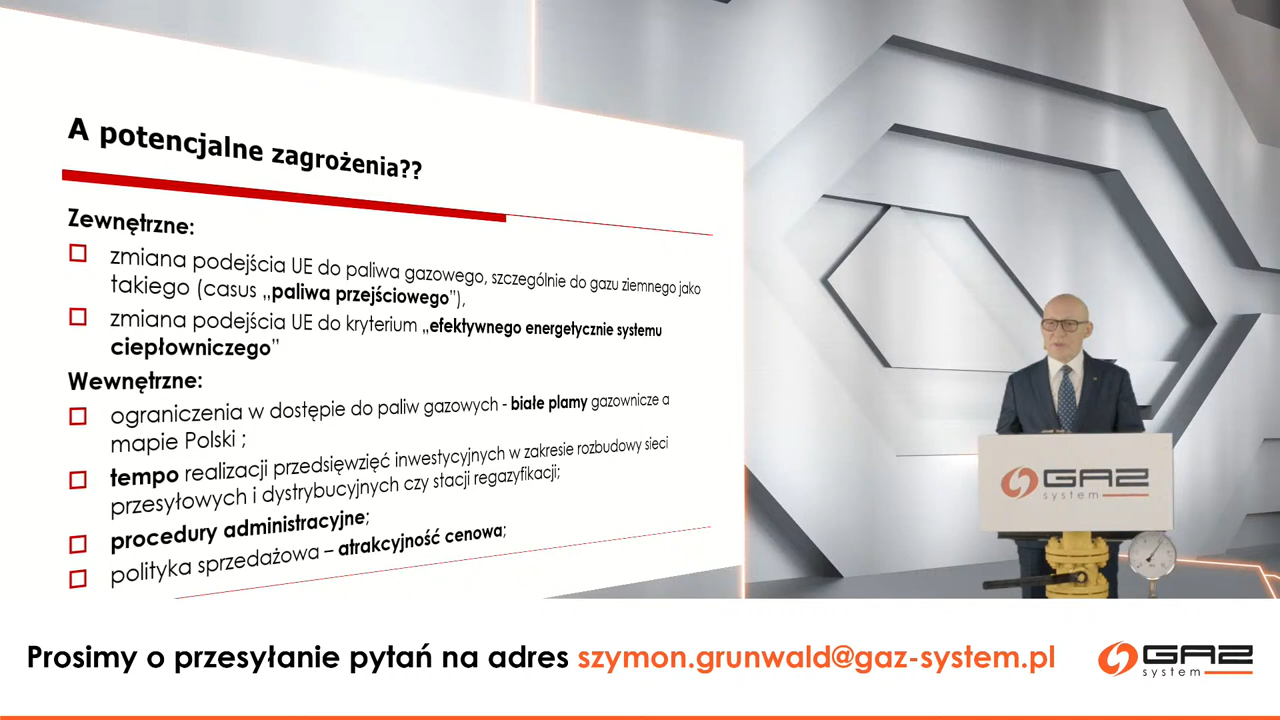 A potencjalne zagrożenia??
Zewnętrzne:
zmiana podejścia UE do paliwa gazowego, szczególnie do gazu ziemnego jako
takiego (casus „paliwa przejściowego”),
zmiana podejścia UE do kryterium „efektywnego energetycznie systemu
ciepłowniczego”
Wewnętrzne:
ograniczenia w dostępie do paliw gazowych - białe plamy gazownicze a
mapie Polski ;
tempo realizacji przedsięwzięć inwestycyjnych w zakresie rozbudowy sieci
przesyłowych i dystrybucyjnych czy stacji regazyfikacji;
procedury administracyjne;
polityka sprzedażowa – atrakcyjność cenowa;
GAZ
system
Prosimy o przesyłanie pytań na adres szymon.grunwald@gaz-system.pl
GAZ
system